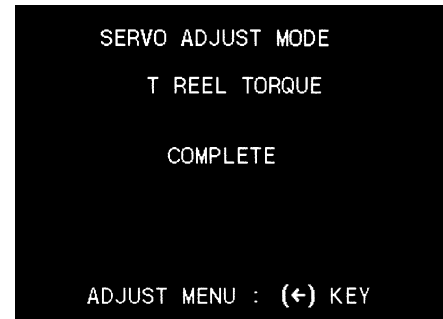 SERVO ADJUST MODE
T REEL TORQUE
COMPLETE
ADJUST MENU : (←) KEY